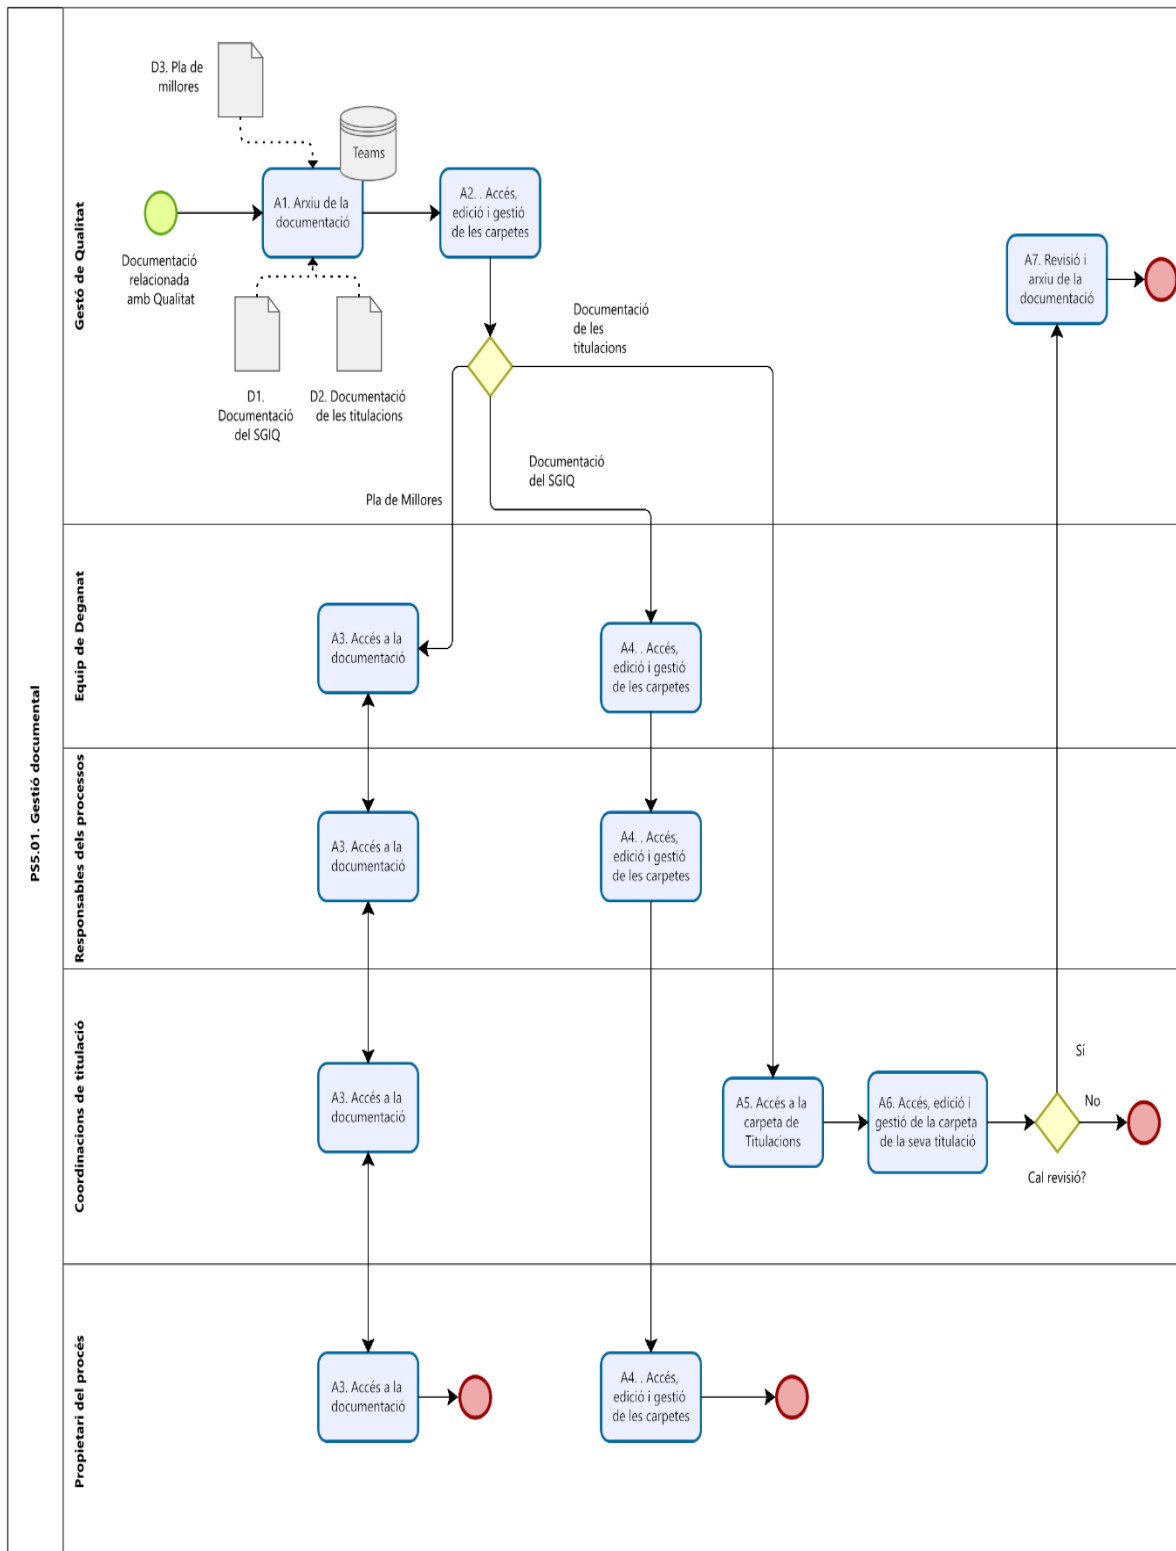 PS5.01. Gestió documental
Gestó de Qualitat
D3. Pla de
millores
Teams
A1. Arxiu de la
documentació
A2. . Accés,
edició i gestió
de les carpetes
Documentació
relacionada
amb Qualitat
D1.
Documentació
del SGIQ
D2. Documentació
de les titulacions
Documentació
de les
titulacions
Documentació
del SGIQ
Pla de Millores
A7. Revisió i
arxiu de la
documentació
Equip de Deganat
A3. Accés a la
documentació
A4. . Accés,
edició i gestió
de les carpetes
Responsables dels processos
A3. Accés a la
documentació
A4. . Accés,
edició i gestió
de les carpetes
Coordinacions de titulació
A3. Accés a la
documentació
A5. Accés a la
carpeta de
Titulacions
A6. Accés, edició i
gestió de la carpeta
de la seva titulació
Sí
No
Cal revisió?
Propietari del procés
A3. Accés a la
documentació
A4. . Accés,
edició i gestió
de les carpetes